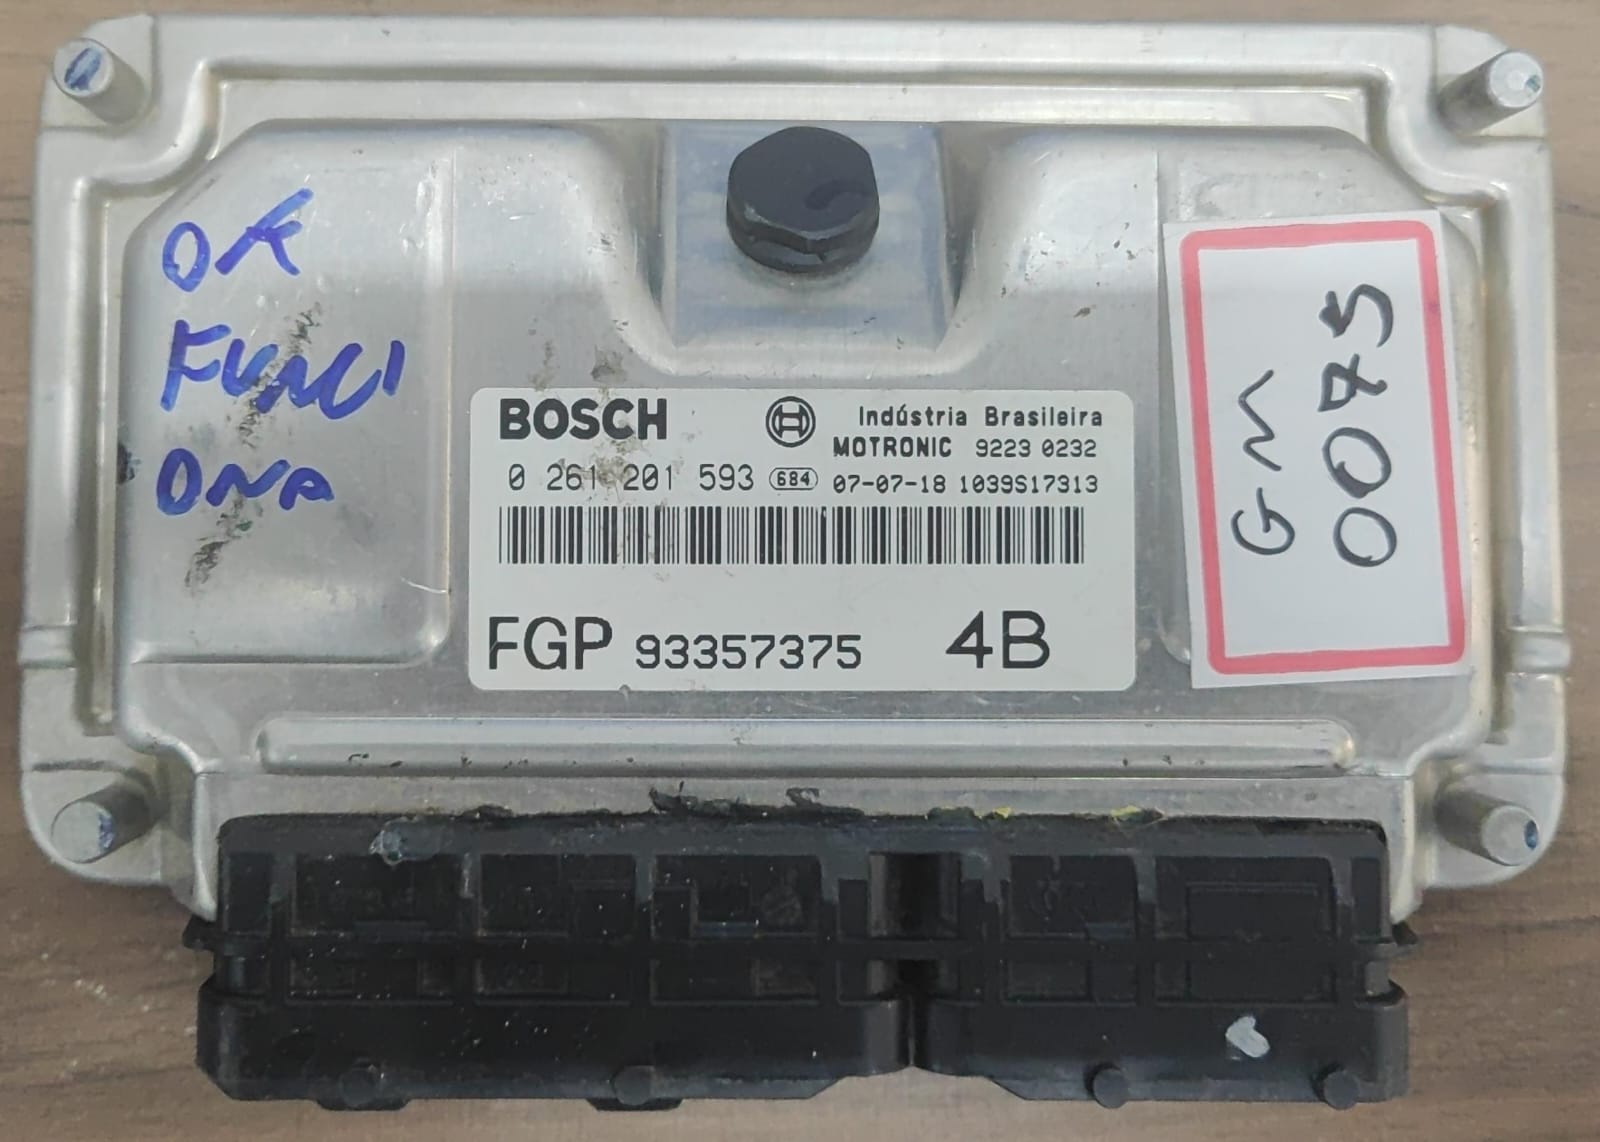 OK
FUNCI
ONA
BOSCH
Indústria Brasileira
MOTRONIC 9223 0232
0 261 201 593 684 07-07-18 1039S17313
FGP 93357375 4B
GM
0075